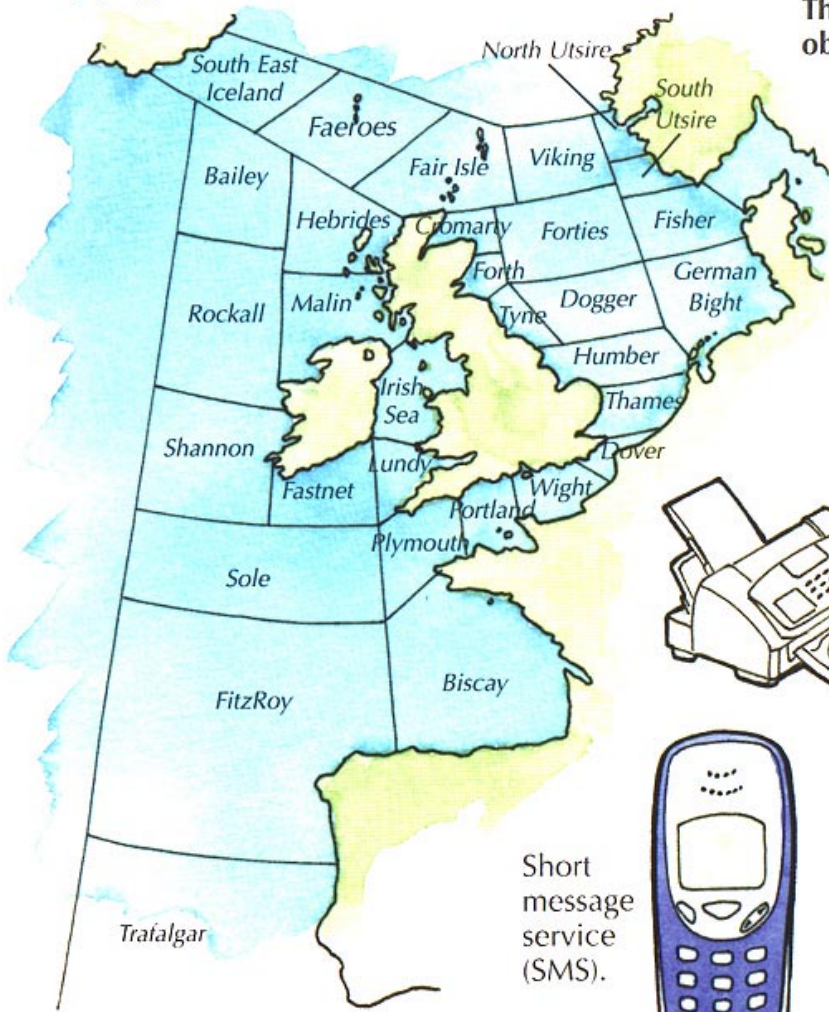 Th
ob
North Utsire
South East
Iceland
South
Utsire
Faeroes
Viking
Fair Isle
Bailey
Hebrides
Cromarty
Forties
Fisher
Forth
German
Bight
Rockall
Malin
Tyne
Dogger
Humber
Irish
Sea
Thames
Shannon
Lundy
Dover
Fastnet
Wight
Portland
Plymouth
Sole
Biscay
FitzRoy
Short
message
service
(SMS).
Trafalgar